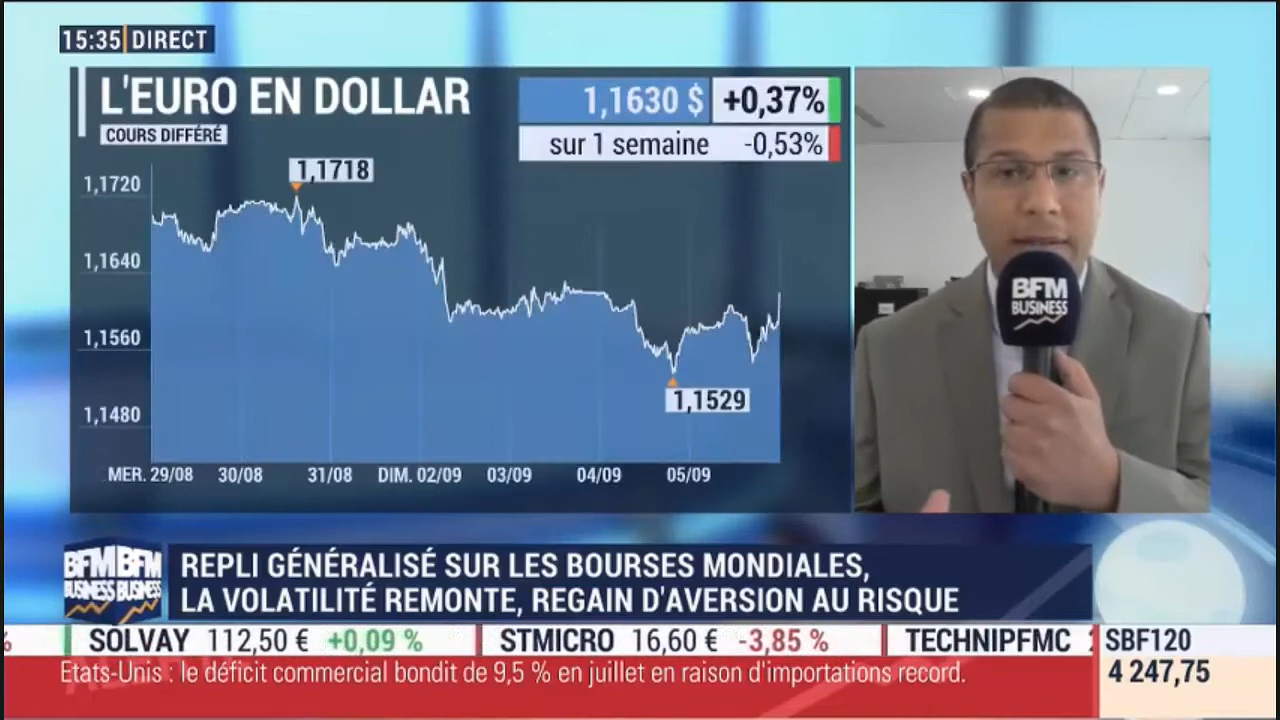 15:35 DIRECT
L'EURO EN DOLLAR
COURS DIFFÉRÉ
1,1630 $ +0,37%
sur 1 semaine -0,53%
1,1718
1,1720
1,1640
1,1560
1,1480
1,1529
MER. 29/08 30/08 31/08 DIM. 02/09 03/09 04/09 05/09
BFM
BUSINESS
BFM BFM
BUSINESS BUSINESS
REPLI GÉNÉRALISÉ SUR LES BOURSES MONDIALES,
LA VOLATILITÉ REMONTE, REGAIN D'AVERSION AU RISQUE
% SOLVAY 112,50 € +0,09 % STMICRO 16,60 € -3,85 % TECHNIPFMC SBF120
Etats-Unis : le déficit commercial bondit de 9,5 % en juillet en raison d'importations record.
4 247,75